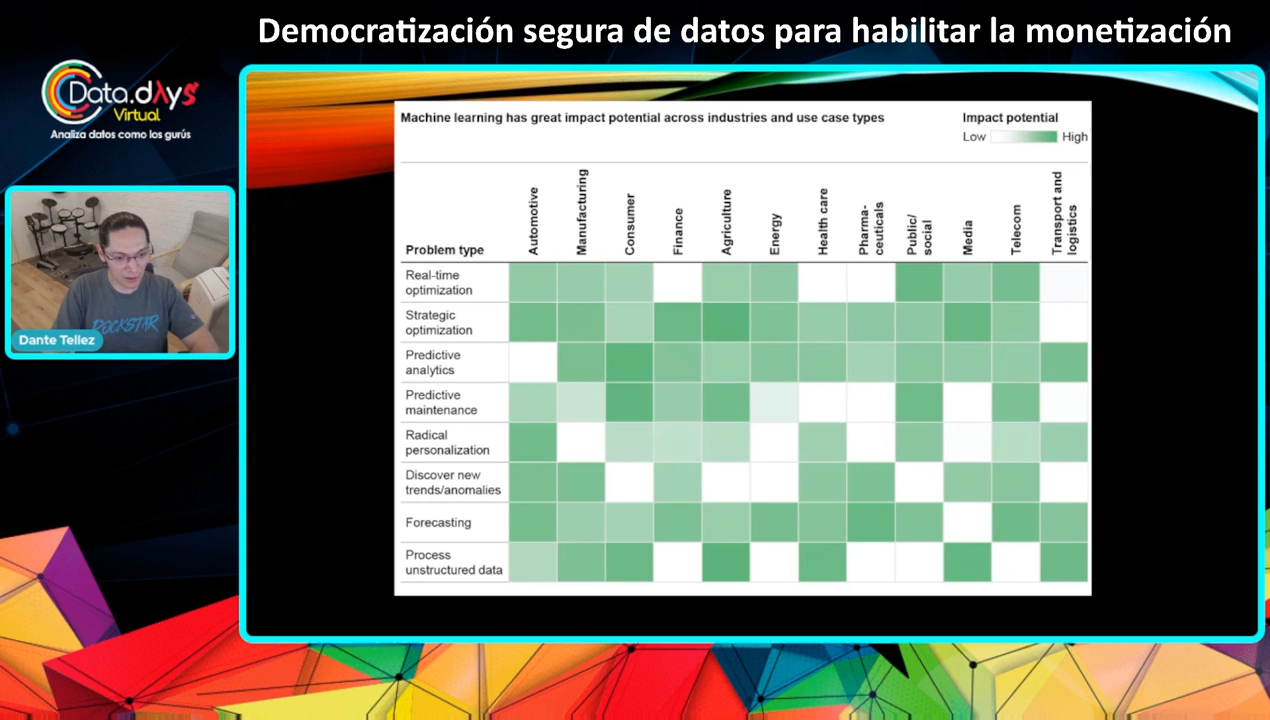 Democratización segura de datos para habilitar la monetización
Data.dλys
Virtual
Analiza datos como los gurús
ROCKSTAR
Dante Tellez
Machine learning has great impact potential across industries and use case types
Impact potential
Low
High
Problem type
Automotive
Manufacturing
Consumer
Finance
Agriculture
Energy
Health care
Pharma-
ceuticals
Public/
social
Media
Telecom
Transport and
logistics
Real-time
optimization
Strategic
optimization
Predictive
analytics
Predictive
maintenance
Radical
personalization
Discover new
trends/anomalies
Forecasting
Process
unstructured data